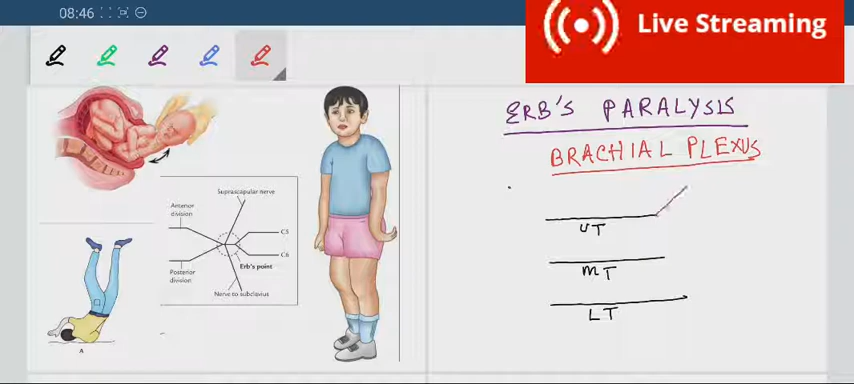 08:46
Live Streaming
ERB'S PARALYSIS
BRACHIAL PLEXUS
Suprascapular nerve
Anterior
division
C5
C6
Erb's point
Posterior
division
Nerve to subclavius
A
UT
MT
LT